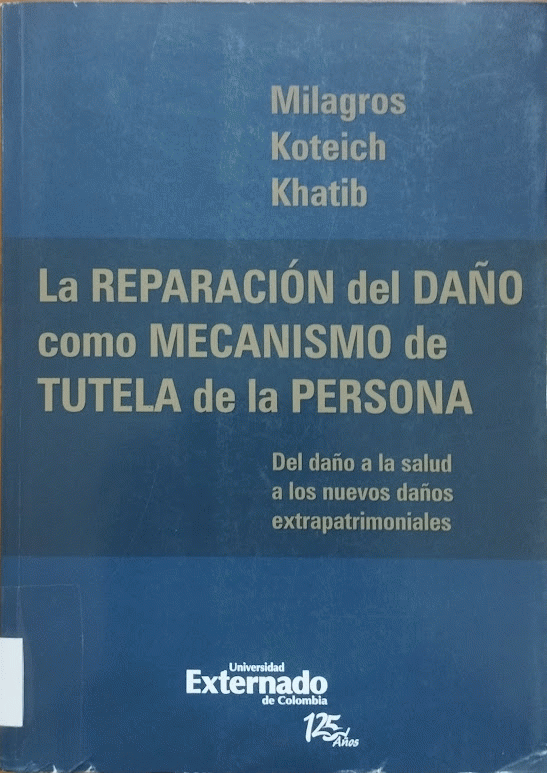 Milagros
Koteich
Khatib
La REPARACIÓN del DAÑO
como MECANISMO de
TUTELA de la PERSONA
Del daño a la salud
a los nuevos daños
extrapatrimoniales
Universidad
Externado
de Colombia
125
Años